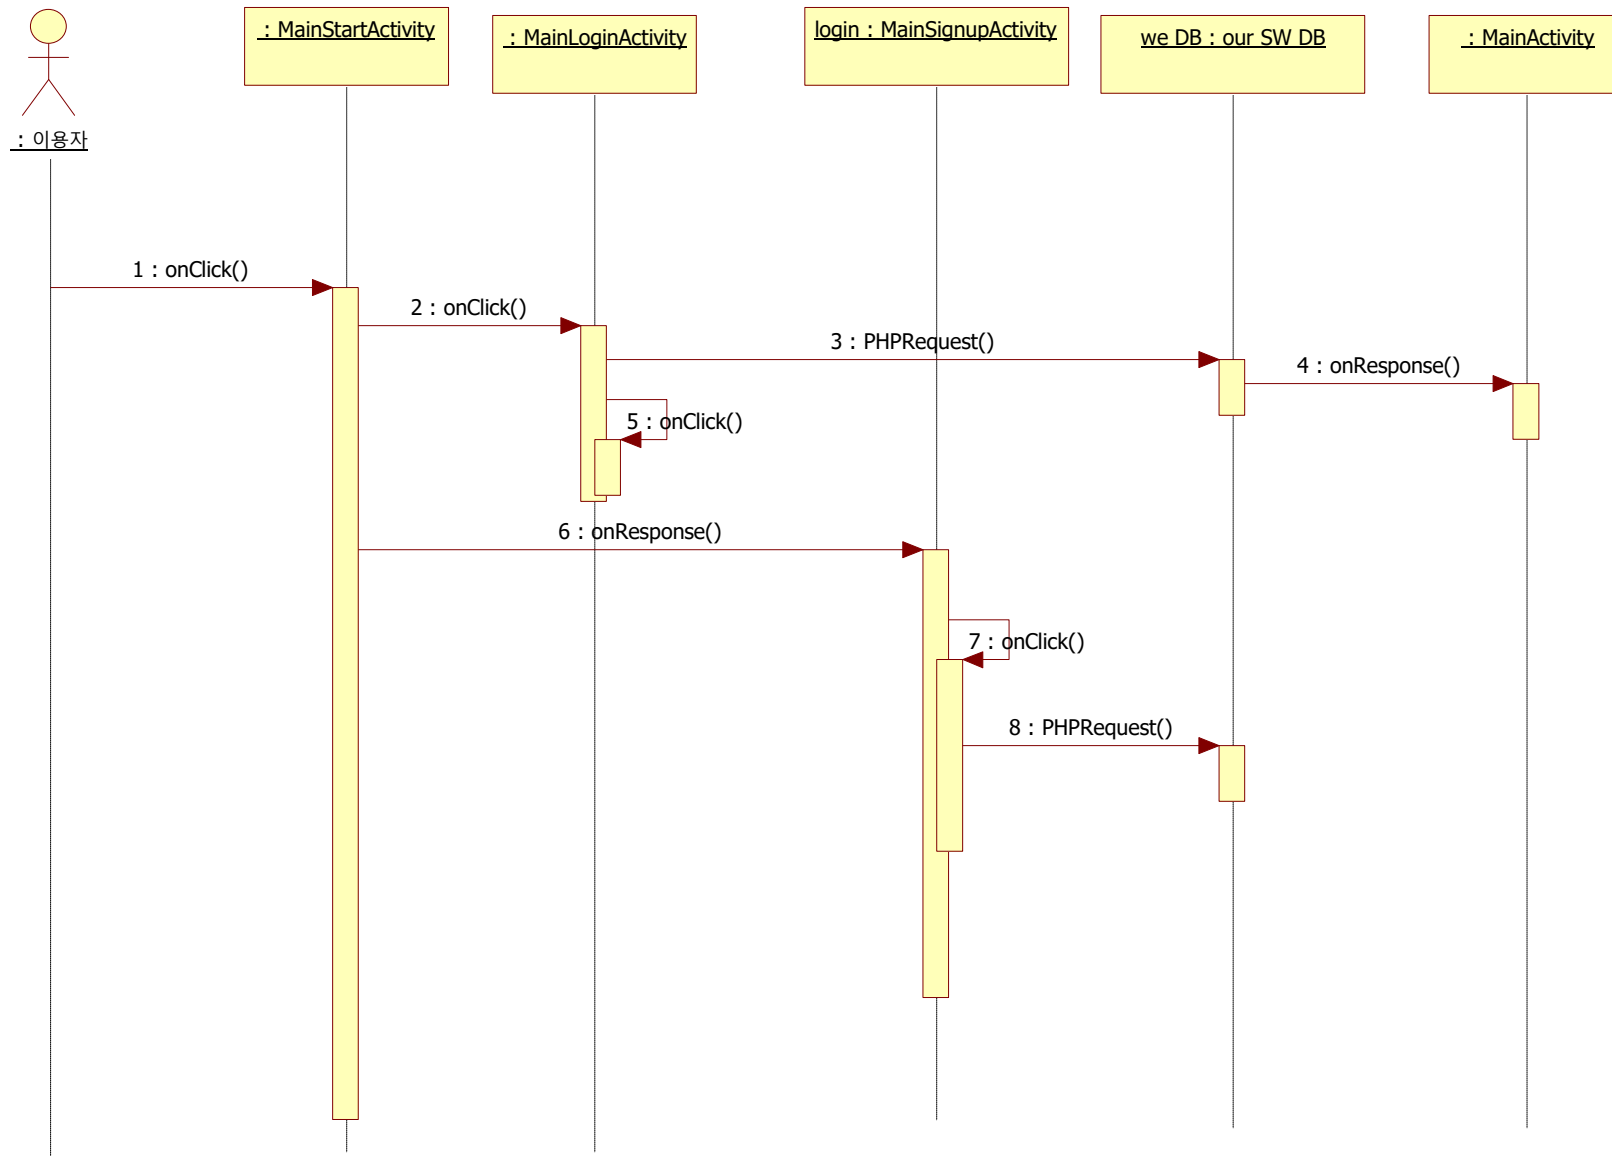 : 이용자
: MainStartActivity
: MainLoginActivity
login : MainSignupActivity
we DB : our SW DB
: MainActivity
1 : onClick()
2 : onClick()
3 : PHPRequest()
4 : onResponse()
5 : onClick()
6 : onResponse()
7 : onClick()
8 : PHPRequest()